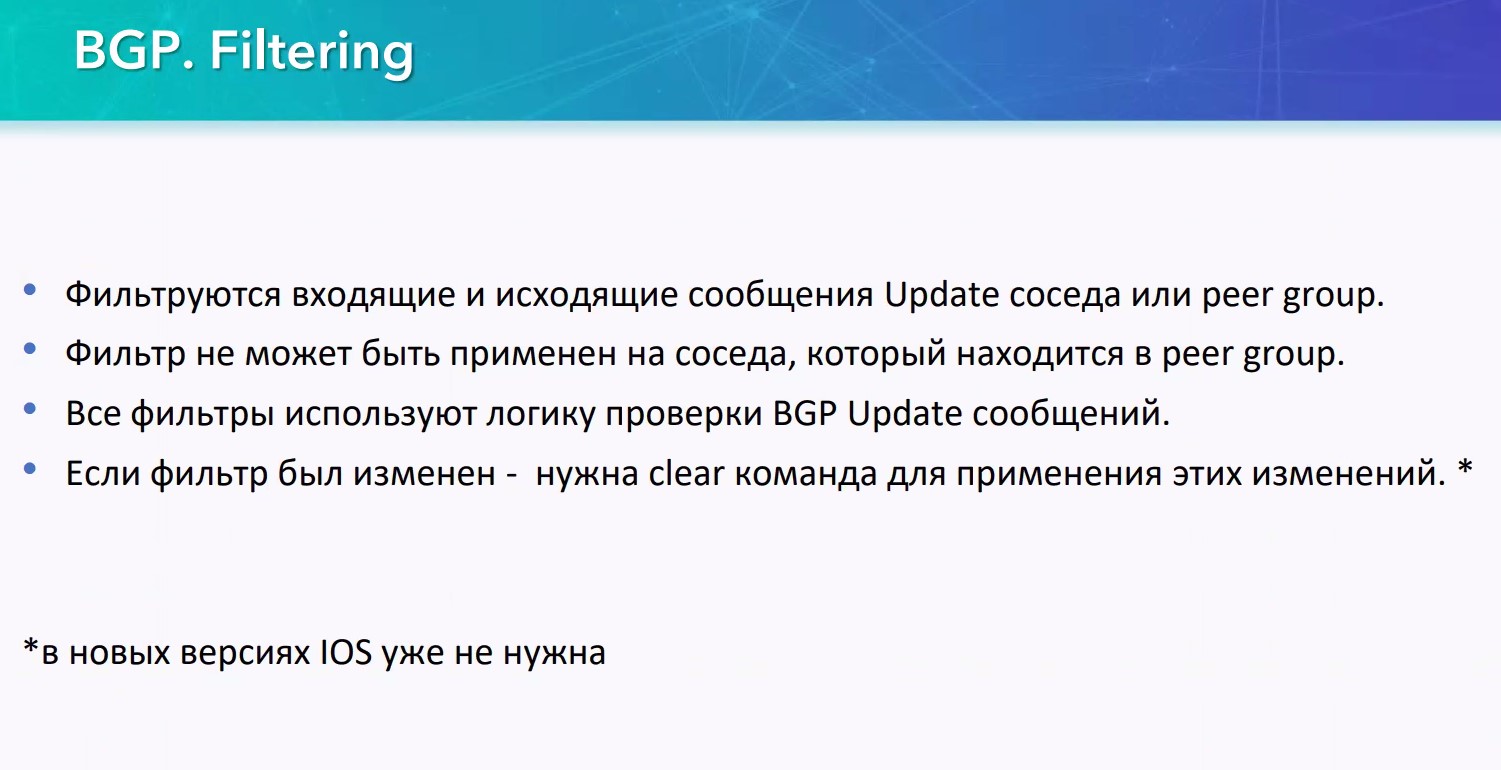 BGP. Filtering
• Фильтруются входящие и исходящие сообщения Update соседа или peer group.
• Фильтр не может быть применен на соседа, который находится в peer group.
• Все фильтры используют логику проверки BGP Update сообщений.
• Если фильтр был изменен -  нужна clear команда для применения этих изменений. *
*в новых версиях IOS уже не нужна